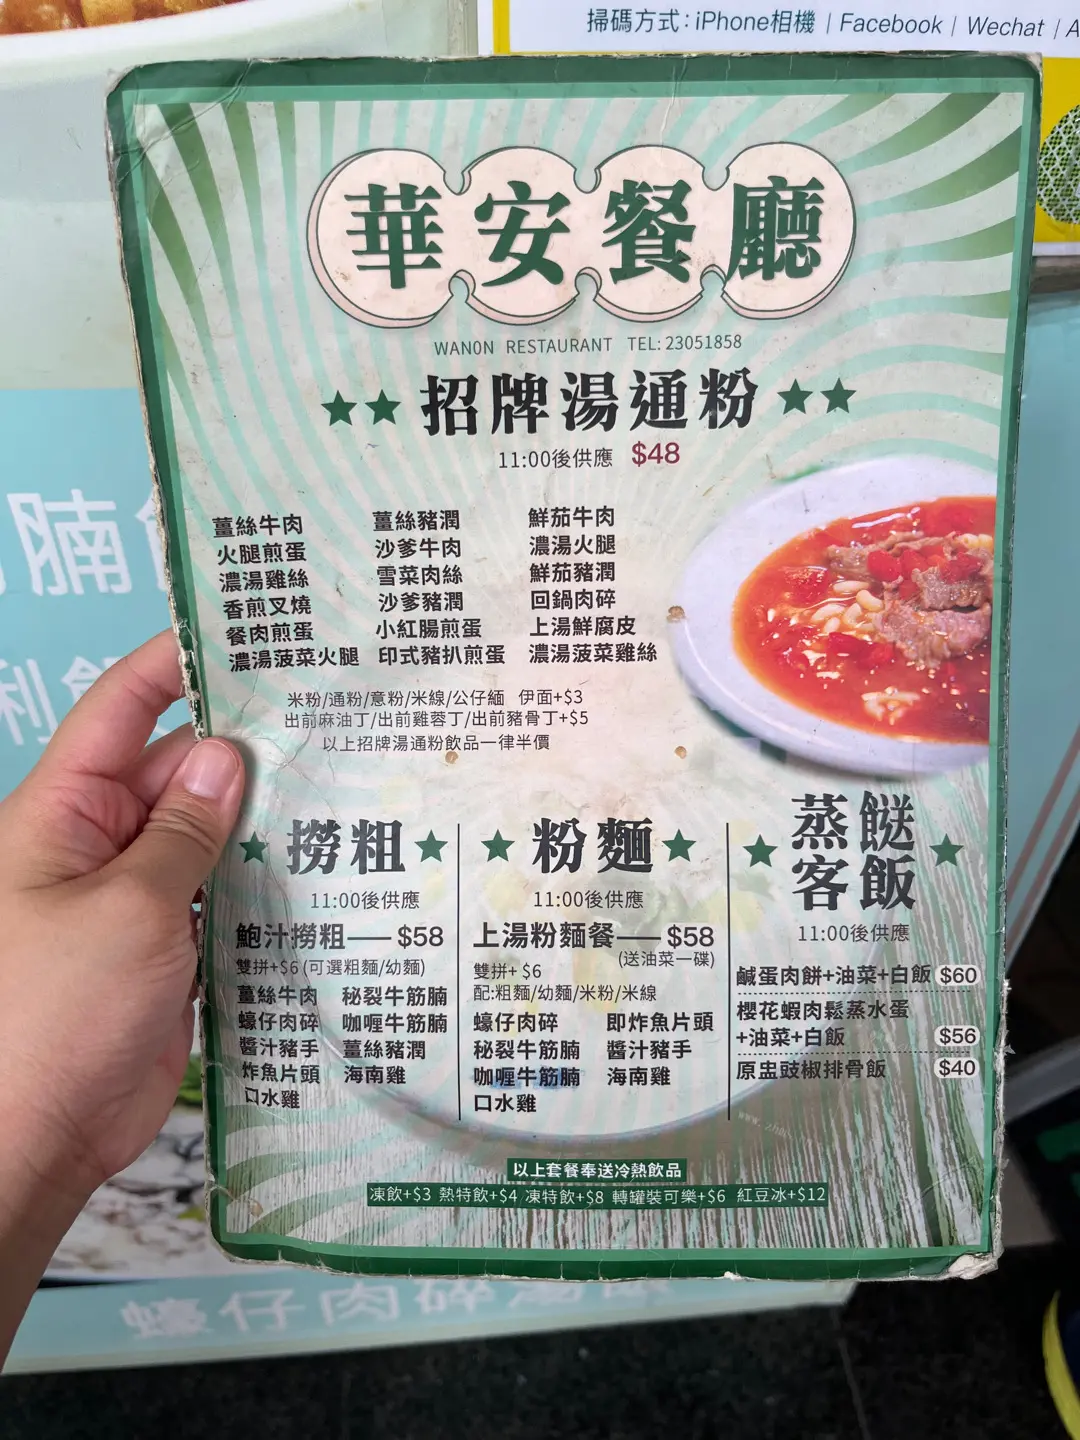 掃碼方式：iPhone相機 | Facebook | Wechat | A
華安餐廳
WANON RESTAURANT TEL: 23051858
招牌湯通粉
11:00後供應 $48
薑絲牛肉 薑絲豬潤 鮮茄牛肉
火腿煎蛋 沙爹牛肉 濃湯火腿
濃湯雞絲 雪菜肉絲 鮮茄豬潤
香煎叉燒 沙爹豬潤 回鍋肉碎
餐肉煎蛋 小紅腸煎蛋 上湯鮮腐皮
濃湯菠菜火腿 印式豬扒煎蛋 濃湯菠菜雞絲
米粉/通粉/意粉/米線/公仔緬 伊面+$3
出前麻油丁/出前雞蓉丁/出前豬骨丁+$5
以上招牌湯通粉飲品一律半價
撈粗
11:00後供應
鮑汁撈粗 $58
雙拼+$6 (可選粗麵/幼麵)
薑絲牛肉 秘裂牛筋腩
蠔仔肉碎 咖喱牛筋腩
醬汁豬手 薑絲豬潤
炸魚片頭 海南雞
口水雞
粉麵
11:00後供應
上湯粉麵餐 $58
(送油菜一碟)
雙拼+ $6
配:粗麵/幼麵/米粉/米線
蠔仔肉碎 即炸魚片頭
秘裂牛筋腩 醬汁豬手
咖喱牛筋腩 海南雞
口水雞
蒸餸
客飯
11:00後供應
鹹蛋肉餅+油菜+白飯 $60
櫻花蝦肉鬆蒸水蛋
+油菜+白飯 $56
原盅豉椒排骨飯 $40
以上套餐奉送冷熱飲品
凍飲+$3 熱特飲+$4 凍特飲+$8 轉罐裝可樂+$6 紅豆冰+$12
腩
蠔仔肉碎